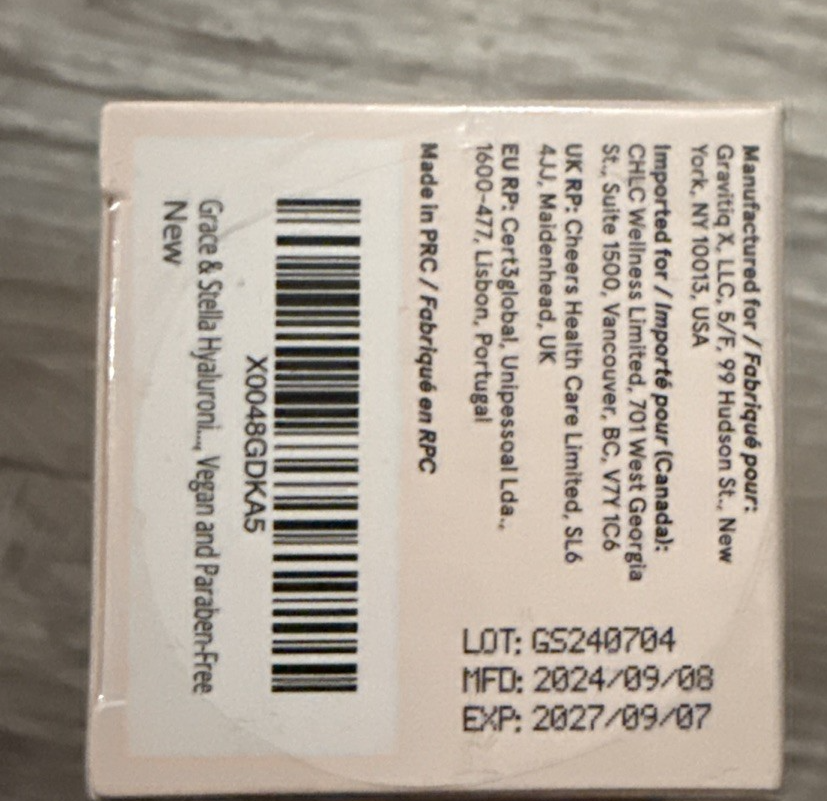 Manufactured for / Fabriqué pour:
Gravitiq X, LLC, 5/F, 99 Hudson St., New
York, NY 10013, USA
Imported for / Importé pour (Canada):
CHLC Wellness Limited, 701 West Georgia
St., Suite 1500, Vancouver, BC, V7Y 1C6
UK RP: Cheers Health Care Limited, SL6
4JJ, Maidenhead, UK
EU RP: Cert3global, Unipessoal Lda.,
1600-477, Lisbon, Portugal
Made in PRC / Fabriqué en RPC
X0048GDKA5
Grace & Stella Hyaluroni..., Vegan and Paraben-Free
New
LOT: GS240704
MFD: 2024/09/08
EXP: 2027/09/07